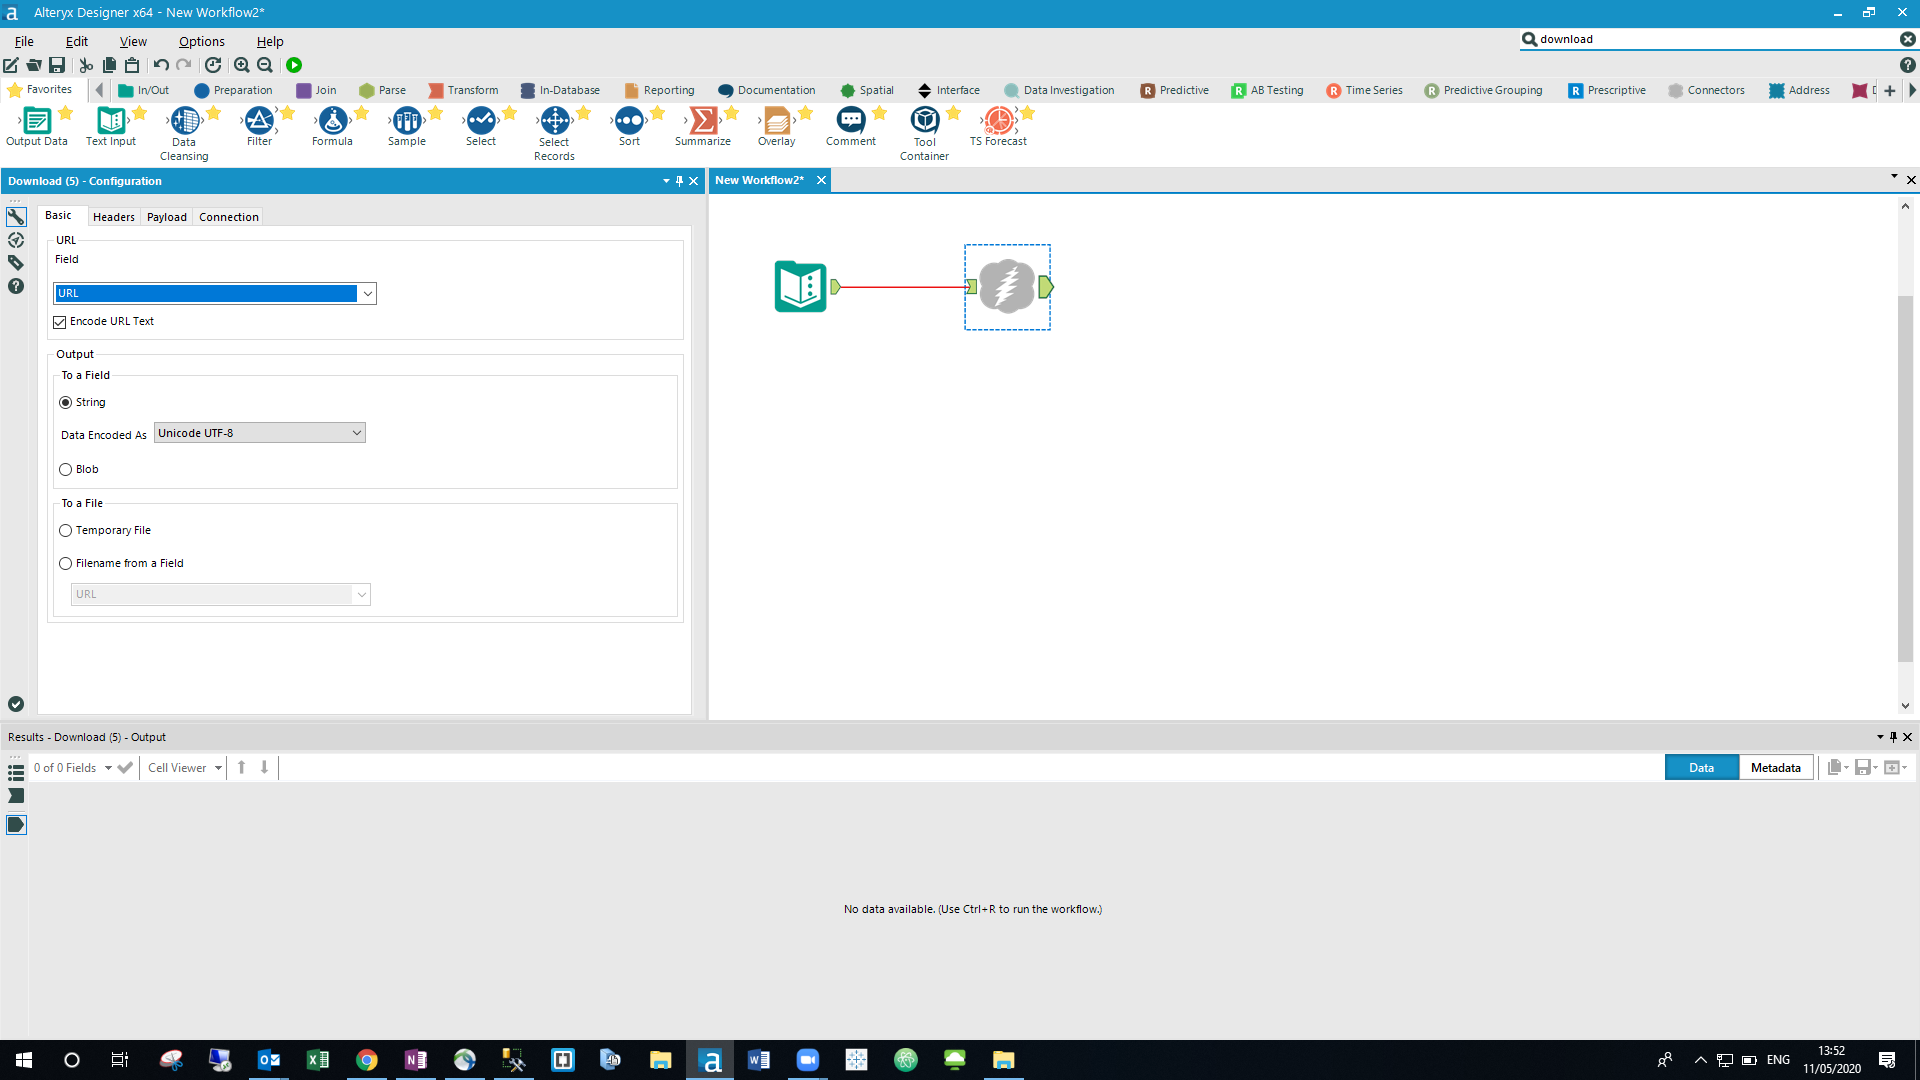 Alteryx Designer x64 - New Workflow2*
File Edit View Options Help
download
Favorites In/Out Preparation Join Parse Transform In-Database Reporting Documentation Spatial Interface Data Investigation Predictive AB Testing Time Series Predictive Grouping Prescriptive Connectors Address
Output Data Text Input Data Cleansing Filter Formula Sample Select Select Records Sort Summarize Overlay Comment Tool Container TS Forecast
Download (5) - Configuration
New Workflow2*
Basic Headers Payload Connection
URL
Field
URL
Encode URL Text
Output
To a Field
String
Data Encoded As Unicode UTF-8
Blob
To a File
Temporary File
Filename from a Field
URL
Results - Download (5) - Output
0 of 0 Fields Cell Viewer Data Metadata
No data available. (Use Ctrl+R to run the workflow.)
ENG
13:52
11/05/2020